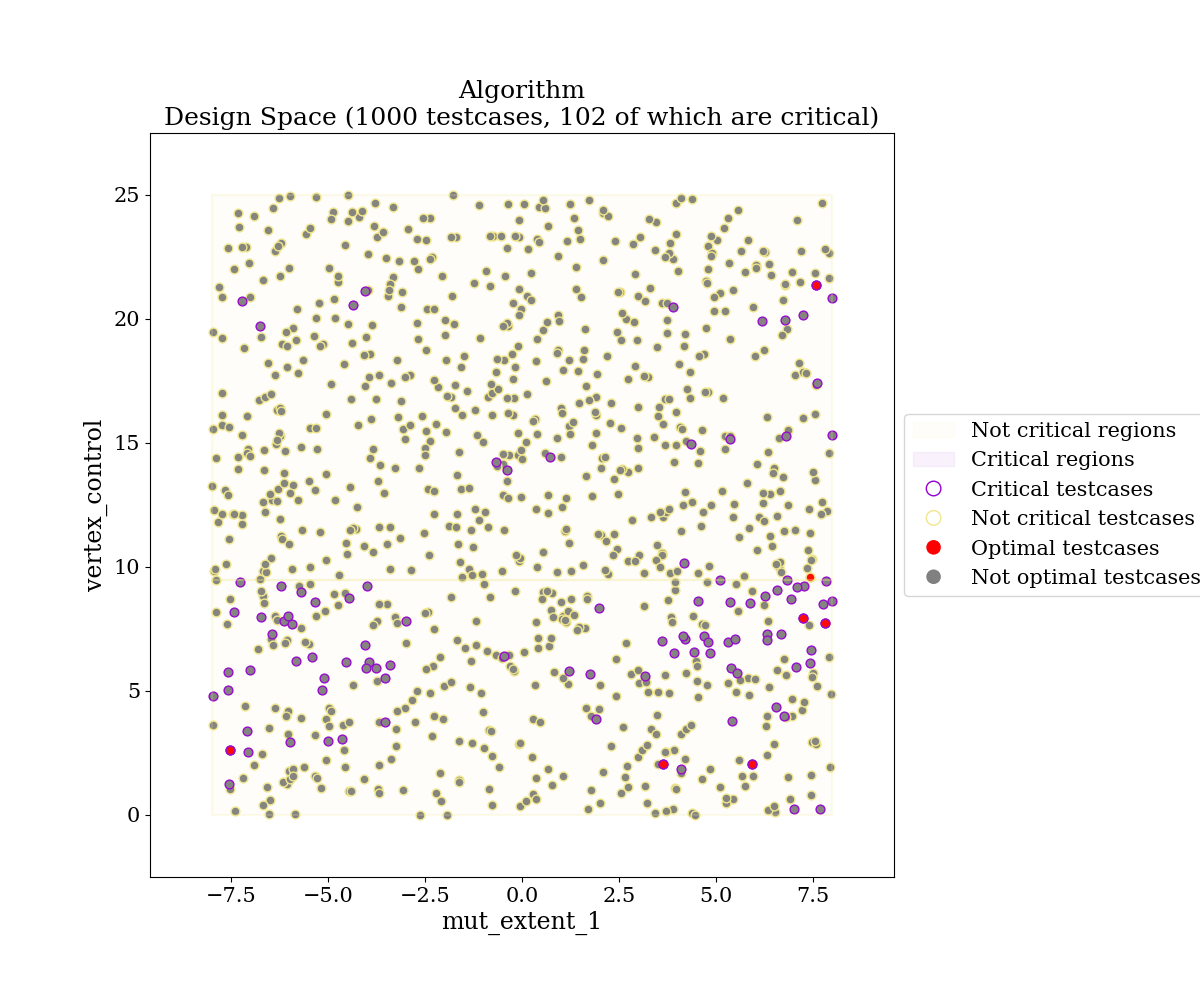 Algorithm
Design Space (1000 testcases, 102 of which are critical)
25
20
15
10
5
0
vertex_control
−7.5
−5.0
−2.5
0.0
2.5
5.0
7.5
mut_extent_1
Not critical regions
Critical regions
Critical testcases
Not critical testcases
Optimal testcases
Not optimal testcases